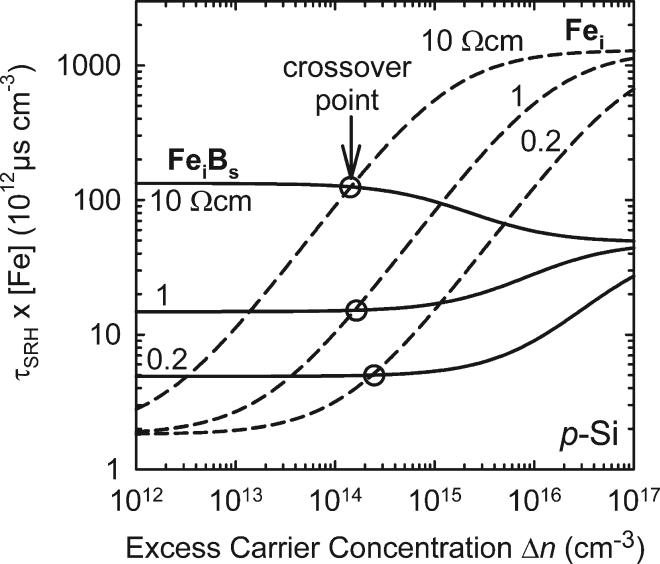 10 Ωcm
Fe_i
crossover
point
1
0.2
Fe_iB_s
10 Ωcm
1
0.2
p-Si
1000
100
10
1
τ_SRH x [Fe] (10^12 μs cm^-3)
10^12 10^13 10^14 10^15 10^16 10^17
Excess Carrier Concentration Δn (cm^-3)